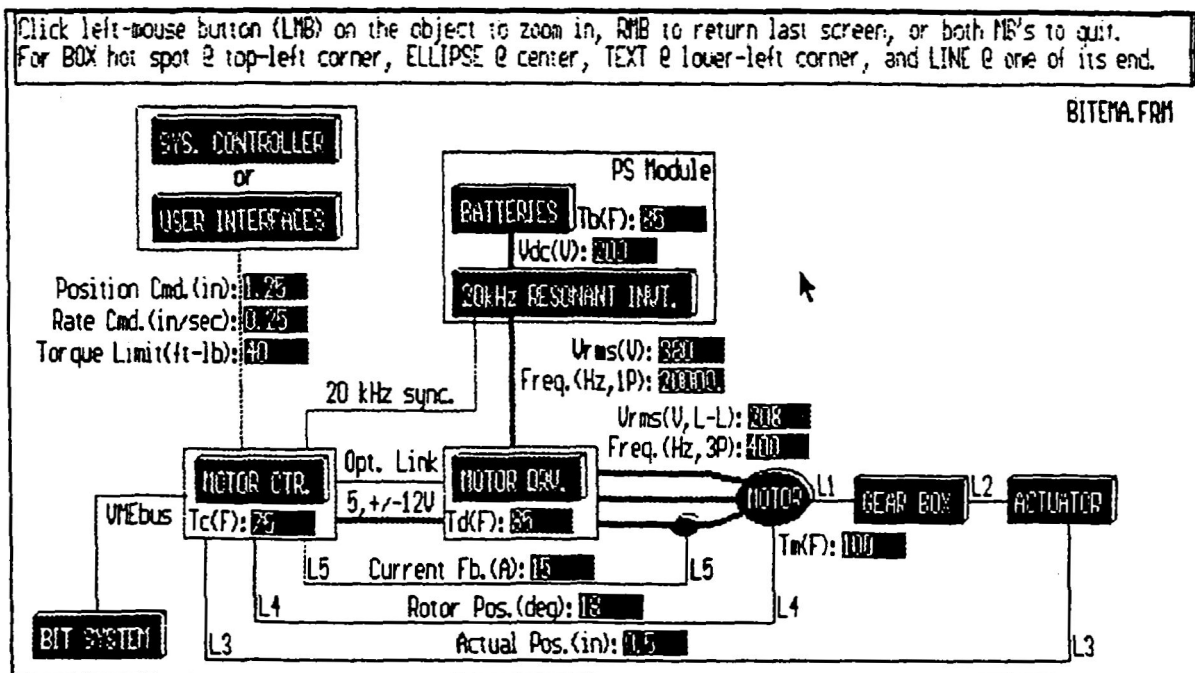 Click left-mouse button (LMB) on the object to zoom in, RMB to return last screen, or both MB's to quit.
For BOX hot spot @ top-left corner, ELLIPSE @ center, TEXT @ lower-left corner, and LINE @ one of its end.
BITEMA.FRM
SYS. CONTROLLER
or
USER INTERFACES
PS Module
BATTERIES
Tb(F): 85
Vdc(V): 200
20kHz RESONANT INVT.
Position Cmd.(in): 1.25
Rate Cmd.(in/sec): 0.25
Torque Limit(ft-lb): 40
Vrms(V):
Freq.(Hz,1P): 20000.
20 kHz sync.
Vrms(V,L-L): 208
Freq.(Hz,3P): 400
MOTOR CTR.
Opt. Link
MOTOR DRV.
MOTOR
L1
GEAR BOX
L2
ACTUATOR
VMEbus
Tc(F):
5,+/-12V
Td(F):
Tm(F): 100
L5
Current Fb.(A): 15
L5
L4
Rotor Pos.(deg): 18
L4
BIT SYSTEM
L3
Actual Pos.(in): 0.5
L3